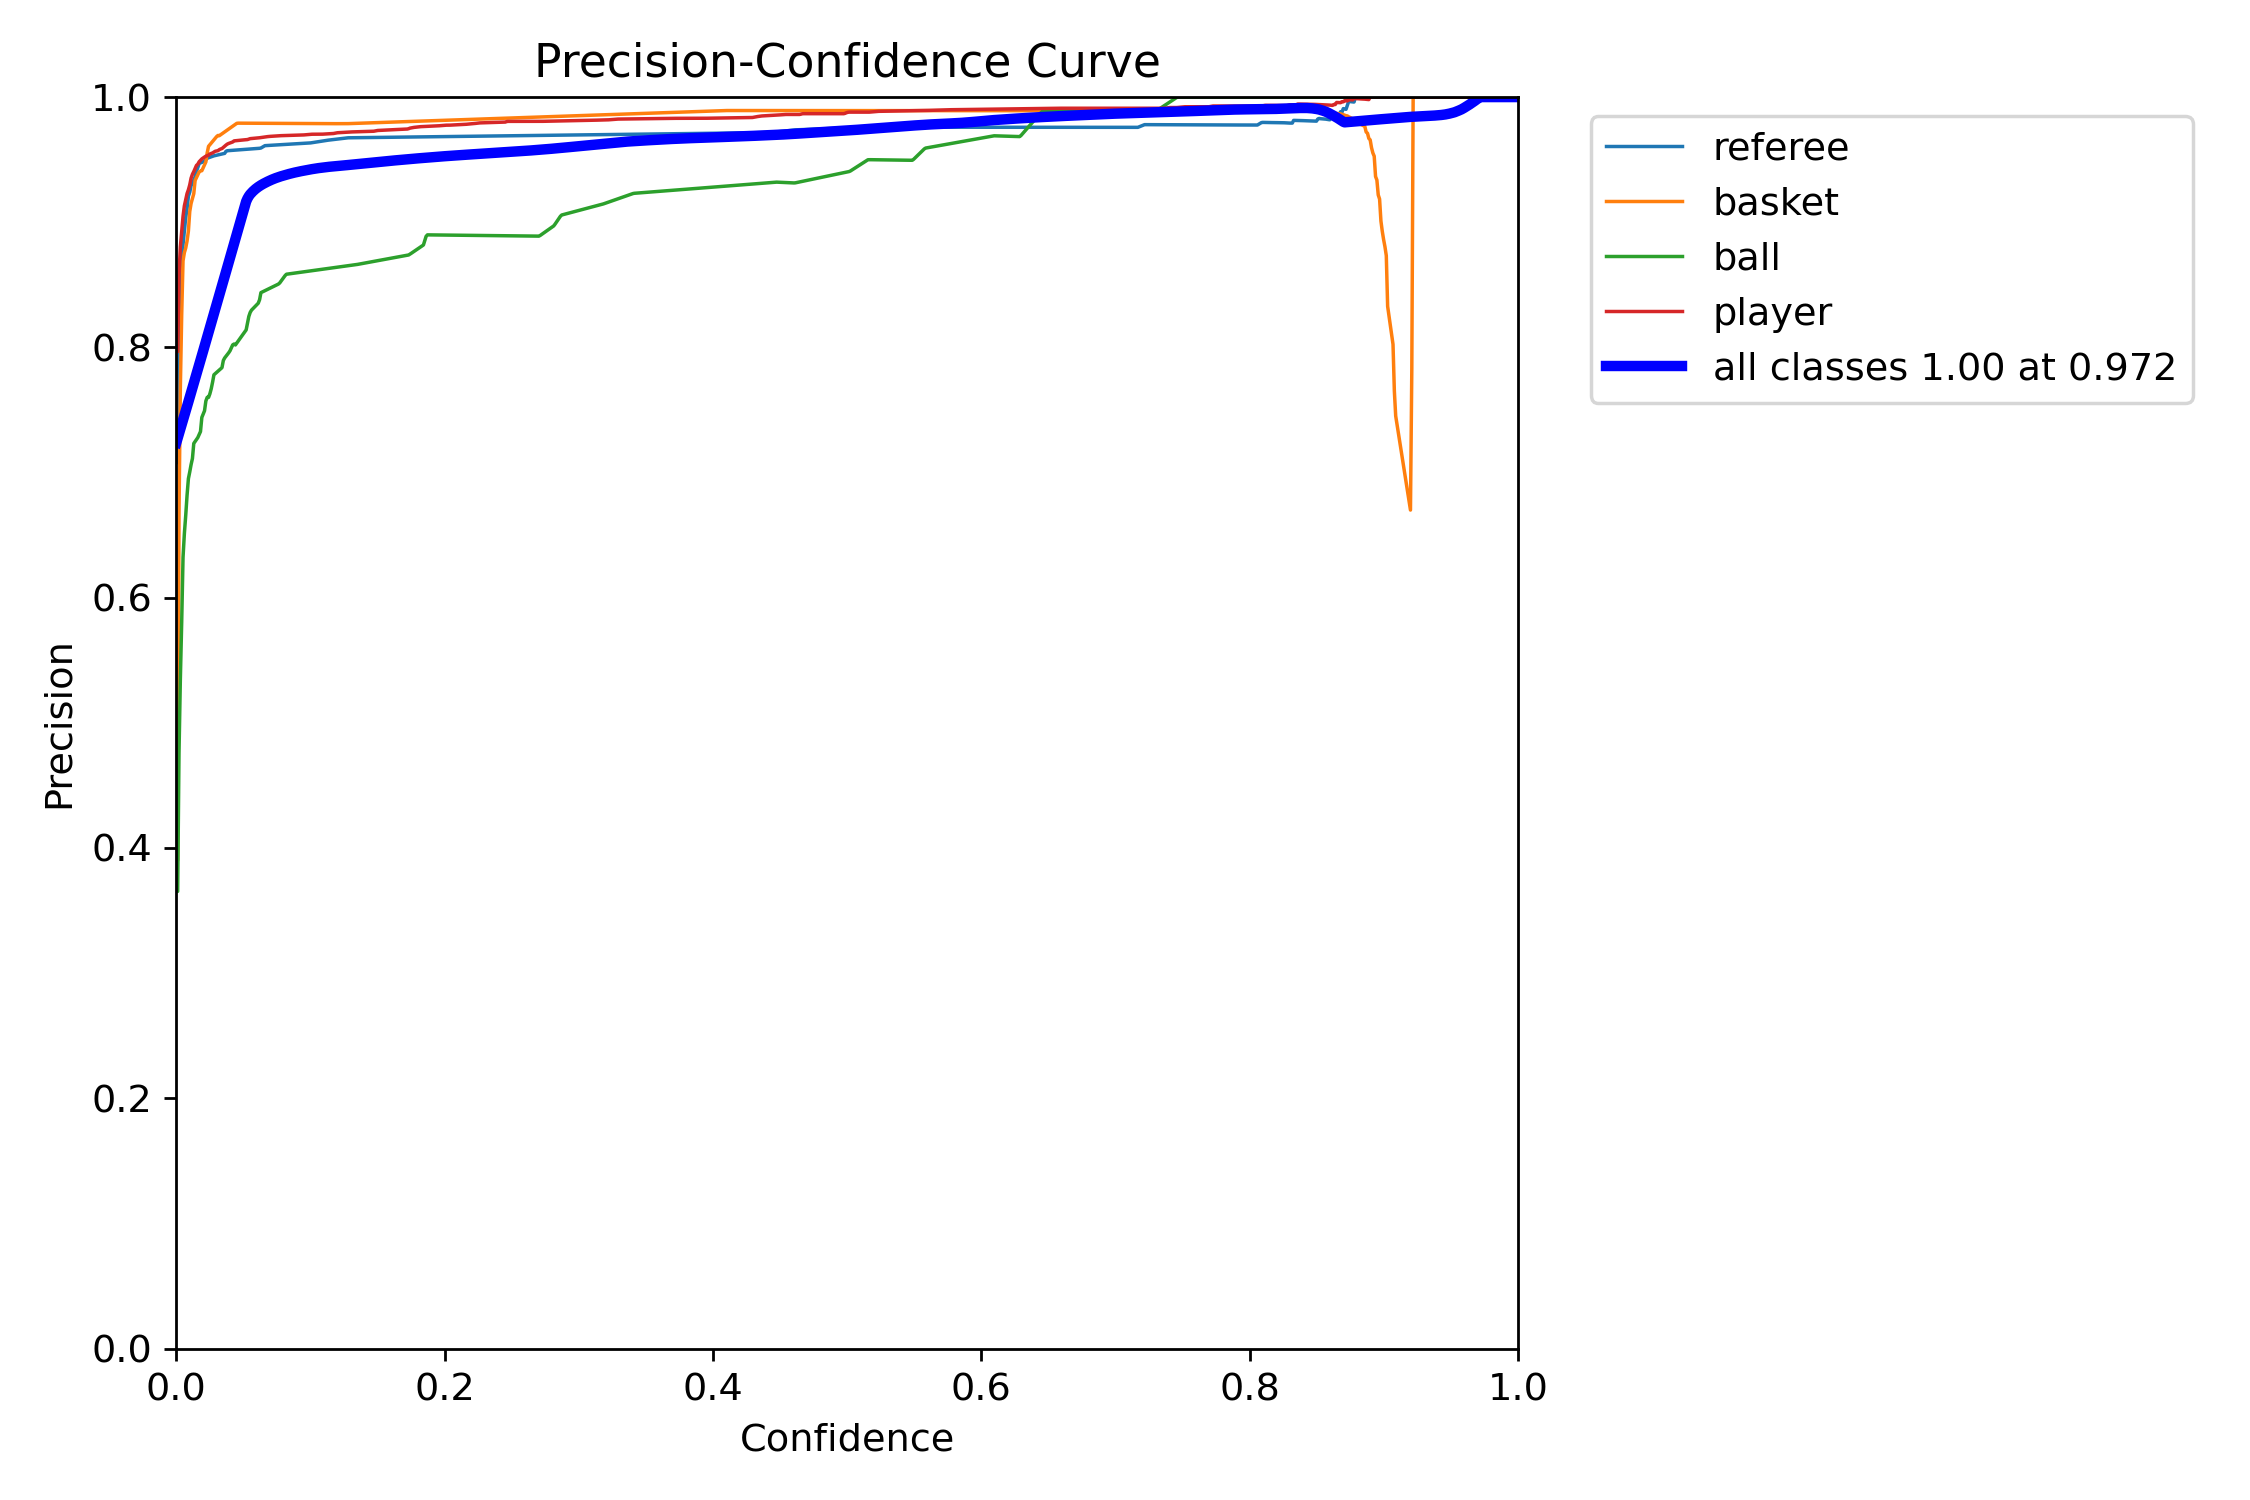 Precision-Confidence Curve
1.0
0.8
0.6
0.4
0.2
0.0
Precision
0.0 0.2 0.4 0.6 0.8 1.0
Confidence
referee
basket
ball
player
all classes 1.00 at 0.972